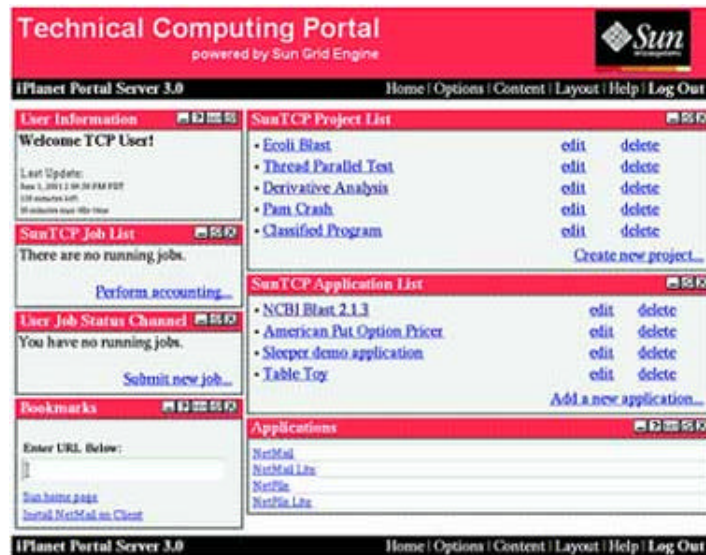 Technical Computing Portal
powered by Sun Grid Engine
Sun
microsystems
iPlanet Portal Server 3.0
Home | Options | Content | Layout | Help | Log Out
User Information
Welcome TCP User!
Last Update:
SunTCP Job List
There are no running jobs.
Perform accounting...
User Job Status Channel
You have no running jobs.
Submit new job...
Bookmarks
Enter URL Below:
Sun home page
Install NetMail on Client
SunTCP Project List
• Ecoli Blast edit delete
• Thread Parallel Test edit delete
• Derivative Analysis edit delete
• Pam Crash edit delete
• Classified Program edit delete
Create new project...
SunTCP Application List
• NCBI Blast 2.1.3 edit delete
• American Put Option Pricer edit delete
• Sleeper demo application edit delete
• Table Toy edit delete
Add a new application...
Applications
NetMail
NetMail Lite
NetFile
NetFile Lite
iPlanet Portal Server 3.0
Home | Options | Content | Layout | Help | Log Out